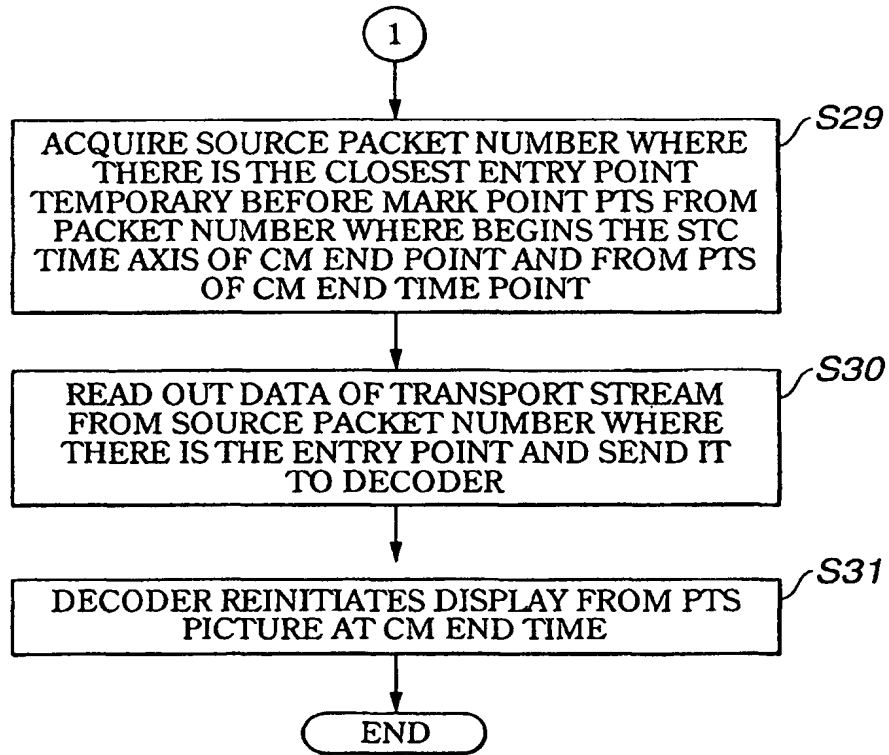 1
S29
ACQUIRE SOURCE PACKET NUMBER WHERE
THERE IS THE CLOSEST ENTRY POINT
TEMPORARY BEFORE MARK POINT PTS FROM
PACKET NUMBER WHERE BEGINS THE STC
TIME AXIS OF CM END POINT AND FROM PTS
OF CM END TIME POINT
S30
READ OUT DATA OF TRANSPORT STREAM
FROM SOURCE PACKET NUMBER WHERE
THERE IS THE ENTRY POINT AND SEND IT
TO DECODER
S31
DECODER REINITIATES DISPLAY FROM PTS
PICTURE AT CM END TIME
END